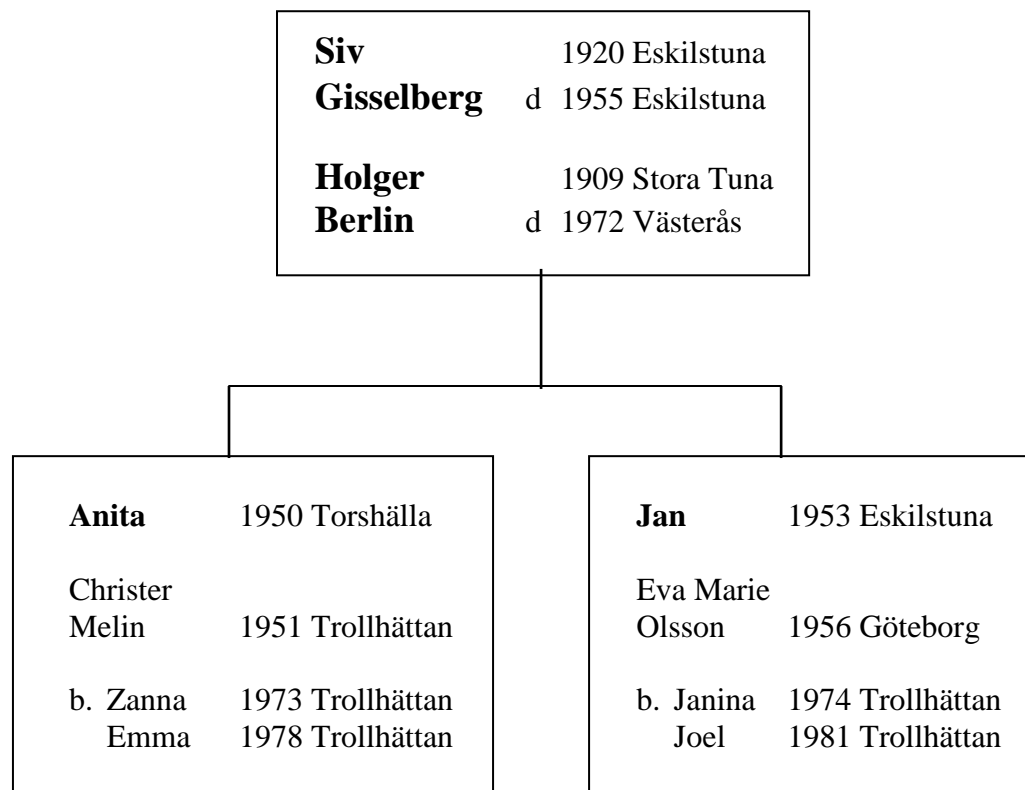 Siv 1920 Eskilstuna
Gisselberg d 1955 Eskilstuna
Holger 1909 Stora Tuna
Berlin d 1972 Västerås
Anita 1950 Torshälla
Christer
Melin 1951 Trollhättan
b. Zanna 1973 Trollhättan
Emma 1978 Trollhättan
Jan 1953 Eskilstuna
Eva Marie
Olsson 1956 Göteborg
b. Janina 1974 Trollhättan
Joel 1981 Trollhättan